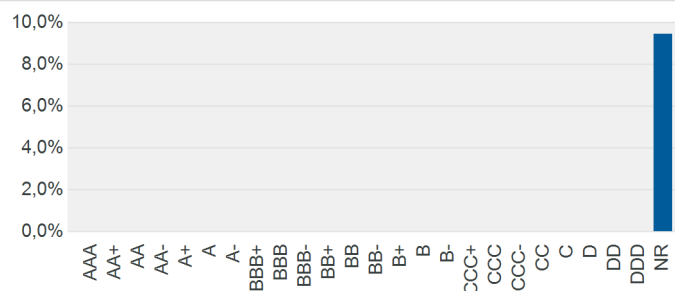 10,0%
8,0%
6,0%
4,0%
2,0%
0,0%
AAA
AA+
AA
AA-
A+
A
A-
BBB+
BBB
BBB-
BB+
BB
BB-
B+
B
B-
CCC+
CCC
CCC-
CC
C
D
DD
DDD
NR